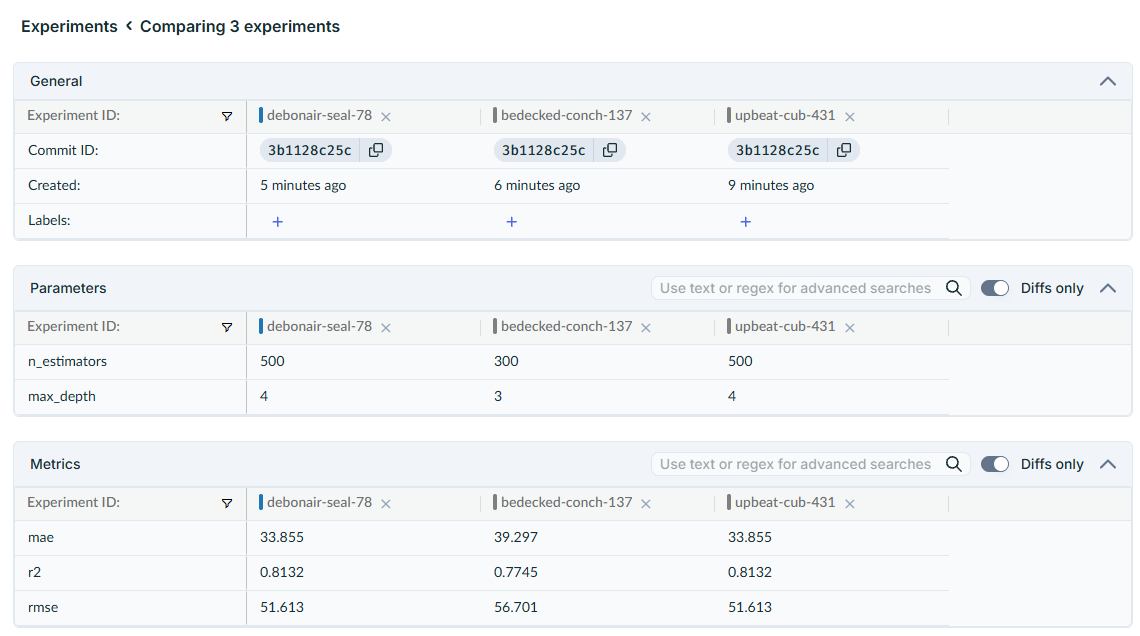 Experiments < Comparing 3 experiments
General
Experiment ID: debonair-seal-78 × bedecked-conch-137 × upbeat-cub-431 ×
Commit ID: 3b1128c25c 3b1128c25c 3b1128c25c
Created: 5 minutes ago 6 minutes ago 9 minutes ago
Labels: + + +
Parameters Use text or regex for advanced searches Diffs only
Experiment ID: debonair-seal-78 × bedecked-conch-137 × upbeat-cub-431 ×
n_estimators 500 300 500
max_depth 4 3 4
Metrics Use text or regex for advanced searches Diffs only
Experiment ID: debonair-seal-78 × bedecked-conch-137 × upbeat-cub-431 ×
mae 33.855 39.297 33.855
r2 0.8132 0.7745 0.8132
rmse 51.613 56.701 51.613